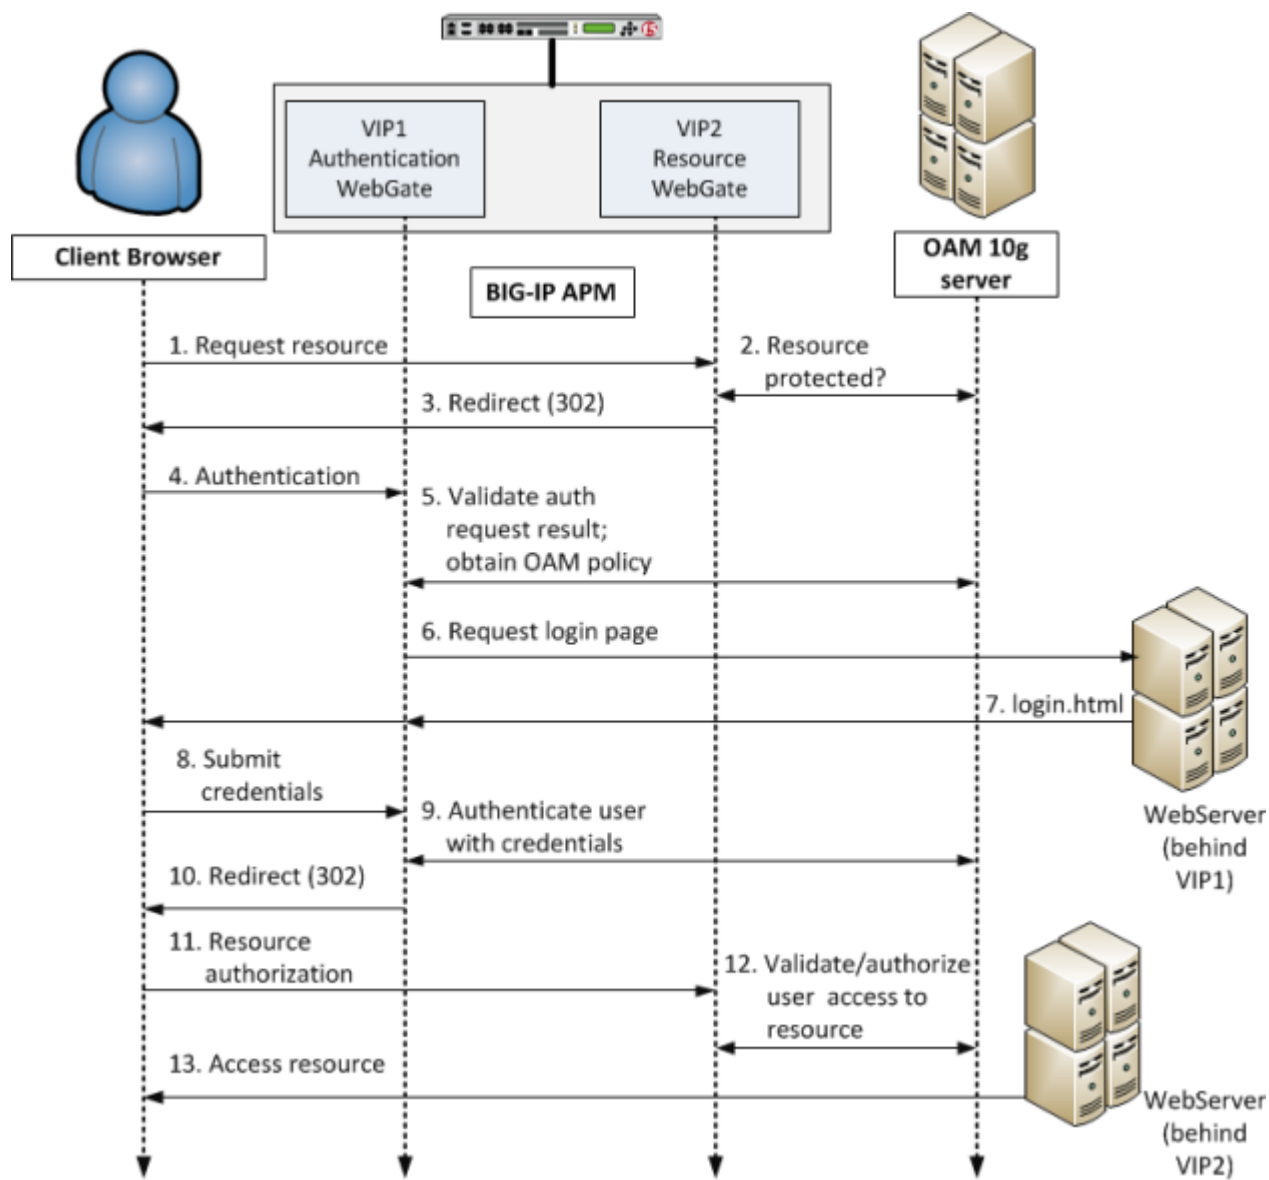 VIP1
Authentication
WebGate
VIP2
Resource
WebGate
Client Browser
BIG-IP APM
OAM 10g
server
1. Request resource
2. Resource
protected?
3. Redirect (302)
4. Authentication
5. Validate auth
request result;
obtain OAM policy
6. Request login page
7. login.html
8. Submit
credentials
9. Authenticate user
with credentials
WebServer
(behind
VIP1)
10. Redirect (302)
11. Resource
authorization
12. Validate/authorize
user access to
resource
13. Access resource
WebServer
(behind
VIP2)